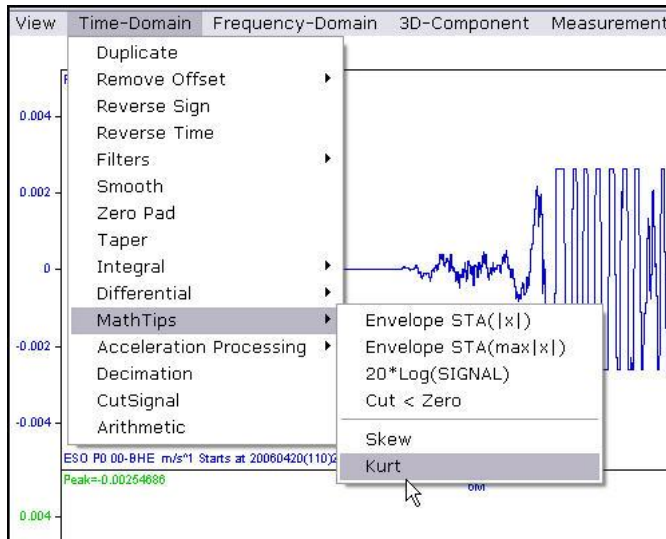 View Time-Domain Frequency-Domain 3D-Component Measurement
Duplicate
Remove Offset
Reverse Sign
Reverse Time
Filters
Smooth
Zero Pad
Taper
Integral
Differential
MathTips
Acceleration Processing
Decimation
CutSignal
Arithmetic
Envelope STA(|x|)
Envelope STA(max|x|)
20*Log(SIGNAL)
Cut < Zero
Skew
Kurt
0.004
0.002
0
-0.002
-0.004
ESO P0 00-BHE m/s^1 Starts at 20060420(110)2
Peak=-0.00254686
6M
0.004